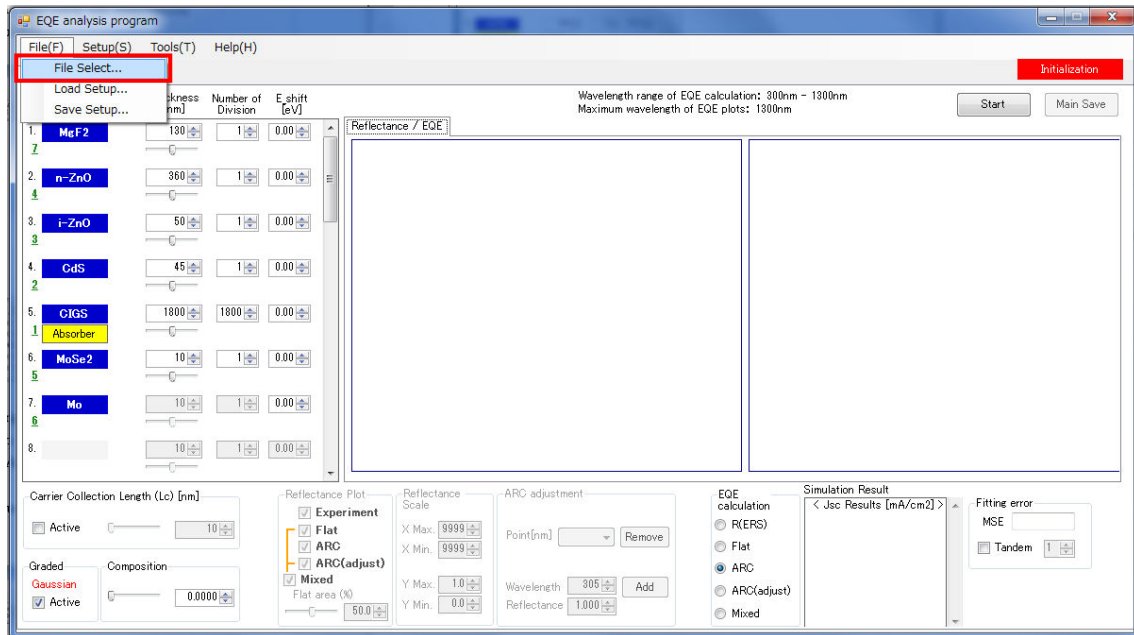 EQE analysis program
File(F) Setup(S) Tools(T) Help(H)
File Select...
Load Setup...
Save Setup...
Initialization
Number of Division
E_shift [eV]
Wavelength range of EQE calculation: 300nm - 1300nm
Maximum wavelength of EQE plots: 1300nm
Start Main Save
Reflectance / EQE
1. MgF2 130 1 0.00
7
2. n-ZnO 360 1 0.00
4
3. i-ZnO 50 1 0.00
3
4. CdS 45 1 0.00
2
5. CIGS 1800 1800 0.00
1 Absorber
6. MoSe2 10 1 0.00
5
7. Mo 10 1 0.00
6
8. 10 1 0.00
Carrier Collection Length (Lc) [nm]
Active 10
Graded
Gaussian
Active
Composition
0.0000
Reflectance Plot
Experiment
Flat
ARC
ARC(adjust)
Mixed
Flat area (%)
50.0
Reflectance Scale
X Max. 9999
X Min. 9999
Y Max. 1.0
Y Min. 0.0
ARC adjustment
Point[nm] Remove
Wavelength 305 Add
Reflectance 1.000
EQE calculation
R(ERS)
Flat
ARC
ARC(adjust)
Mixed
Simulation Result
< Jsc Results [mA/cm2] >
Fitting error
MSE
Tandem 1